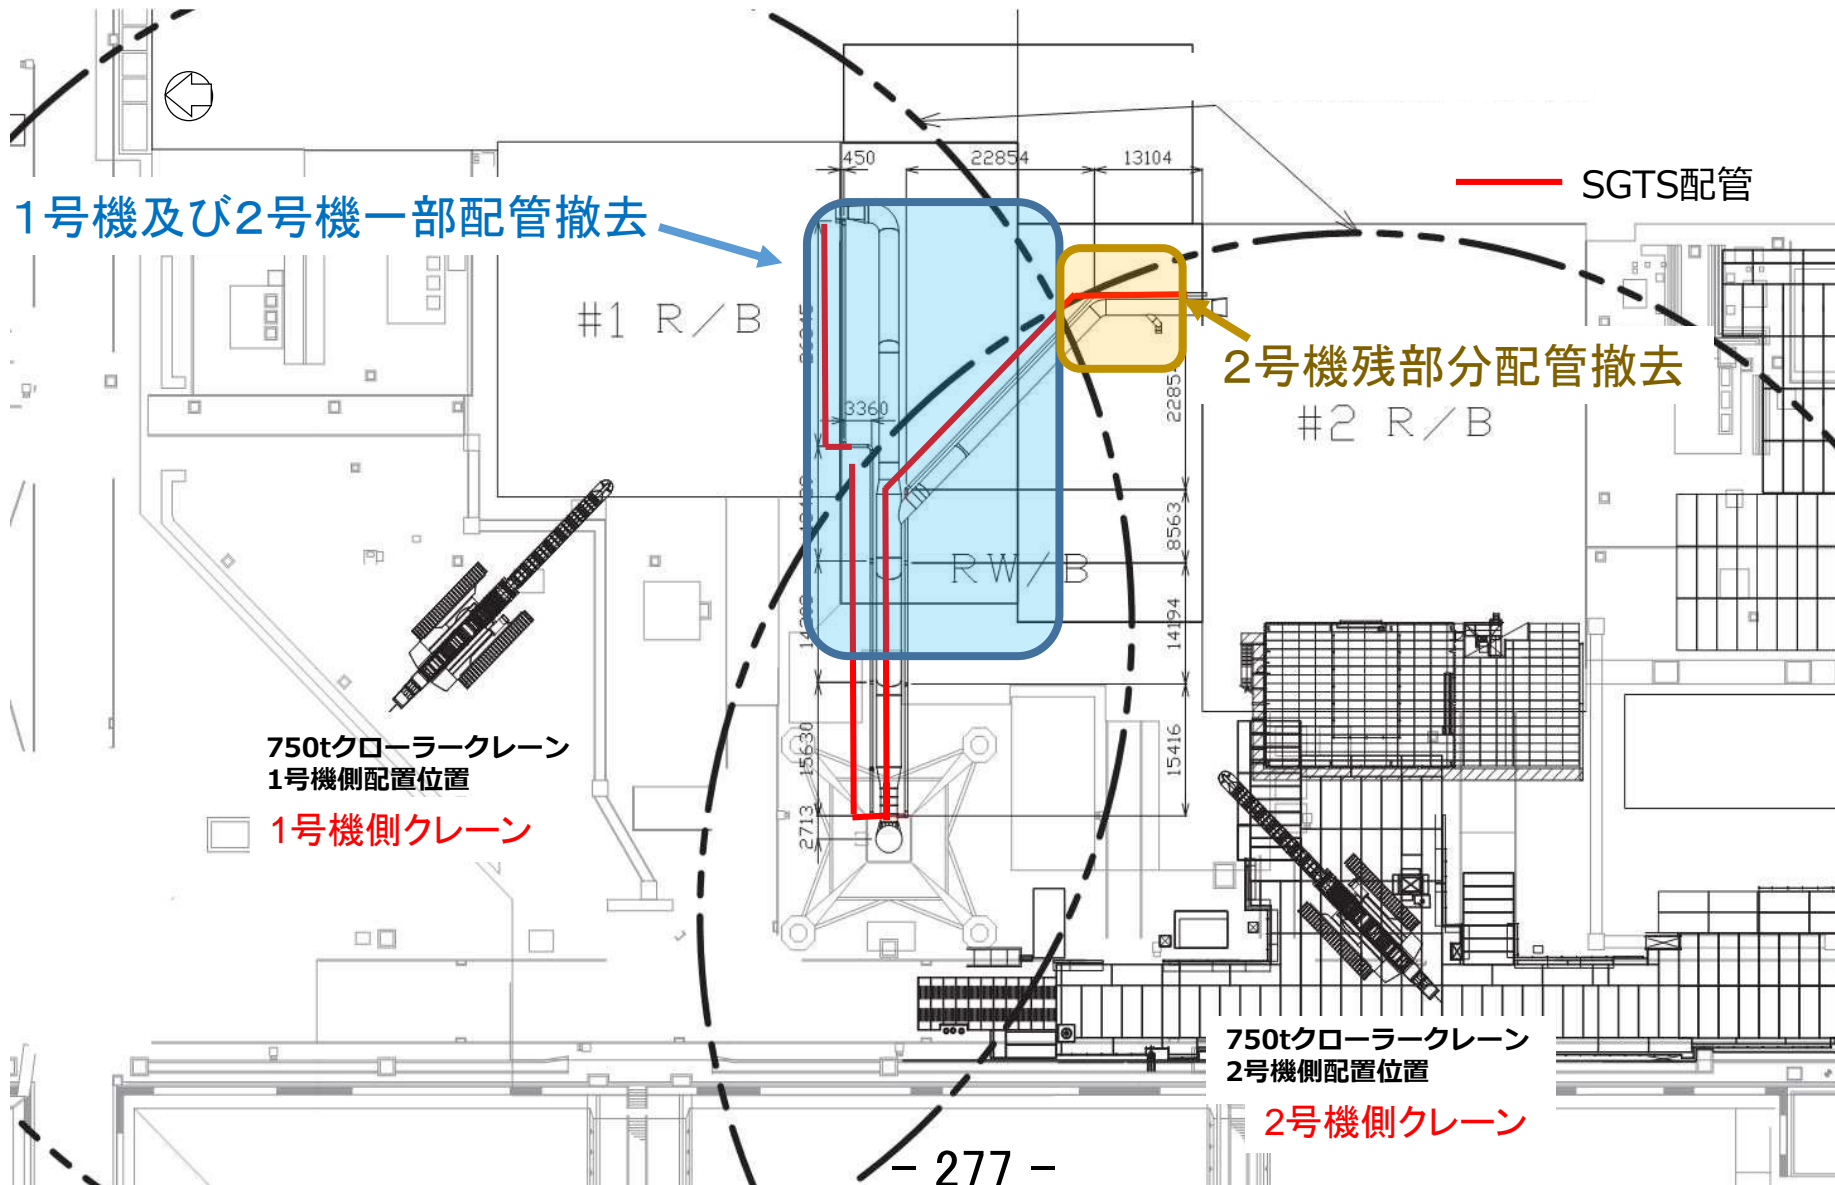 450
22854
13104
SGTS配管
1号機及び2号機一部配管撤去
#1 R/B
2号機残部分配管撤去
3360
#2 R/B
8563
RW/B
14194
750tクローラークレーン
1号機側配置位置
1号機側クレーン
15630
15416
2713
750tクローラークレーン
2号機側配置位置
2号機側クレーン
- 277 -